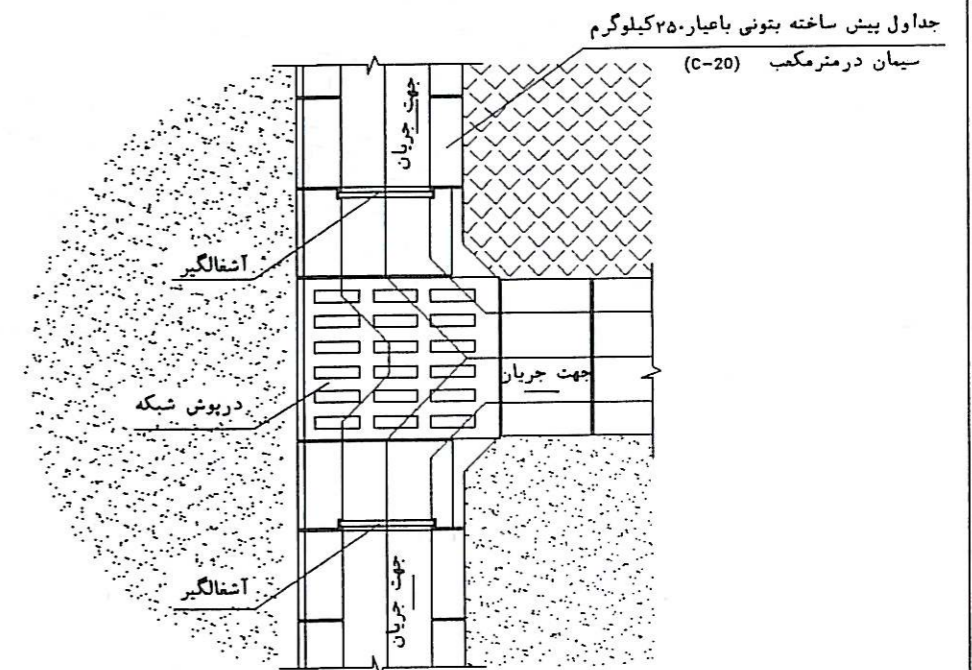 جداول پیش ساخته بتونی باعیار۲۵۰کیلوگرم
سیمان درمترمکعب (C-20)
جهت جریان
آشغالگیر
جهت جریان
درپوش شبکه
آشغالگیر
جهت جریان